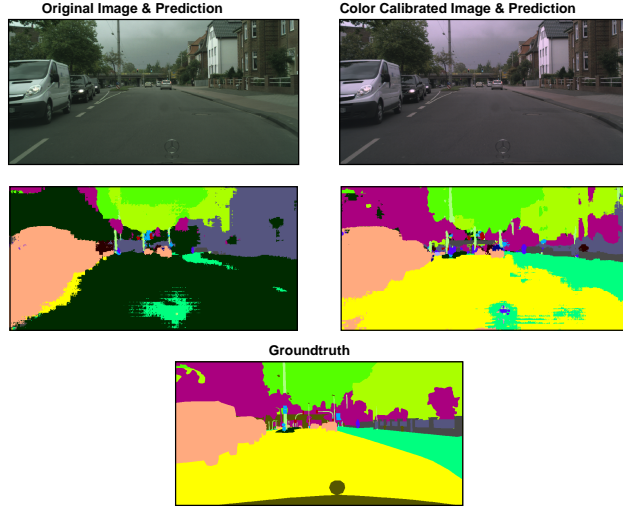 Original Image & Prediction
Color Calibrated Image & Prediction
Groundtruth